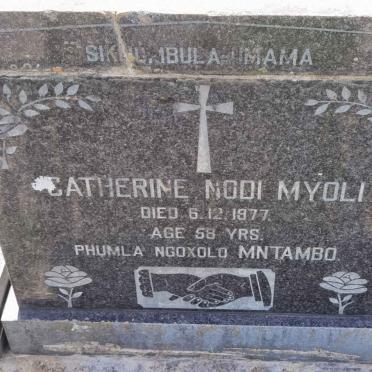 SIKHUMBULA UMAMA
CATHERINE NODI MYOLI
DIED 6.12.1977
AGE 58 YRS.
PHUMLA NGOXOLO MNTAMBO